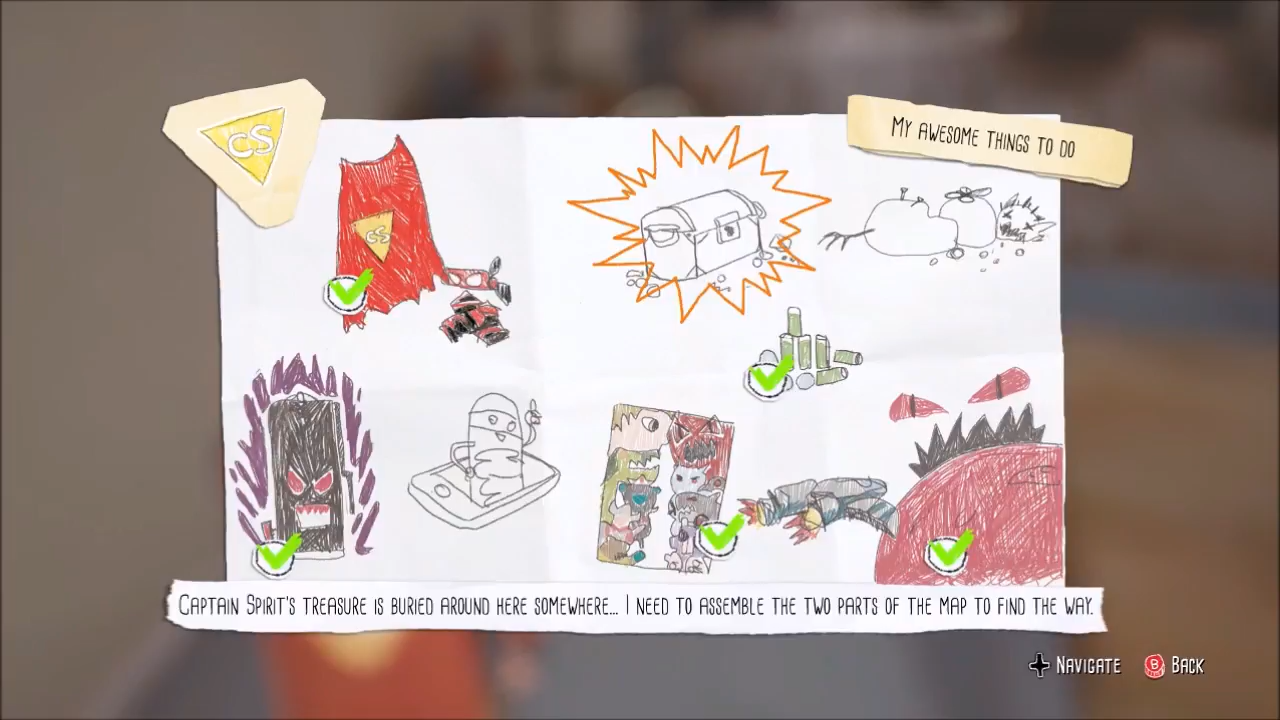 CS
MY AWESOME THINGS TO DO
CS
CAPTAIN SPIRIT'S TREASURE IS BURIED AROUND HERE SOMEWHERE... I NEED TO ASSEMBLE THE TWO PARTS OF THE MAP TO FIND THE WAY.
NAVIGATE B BACK